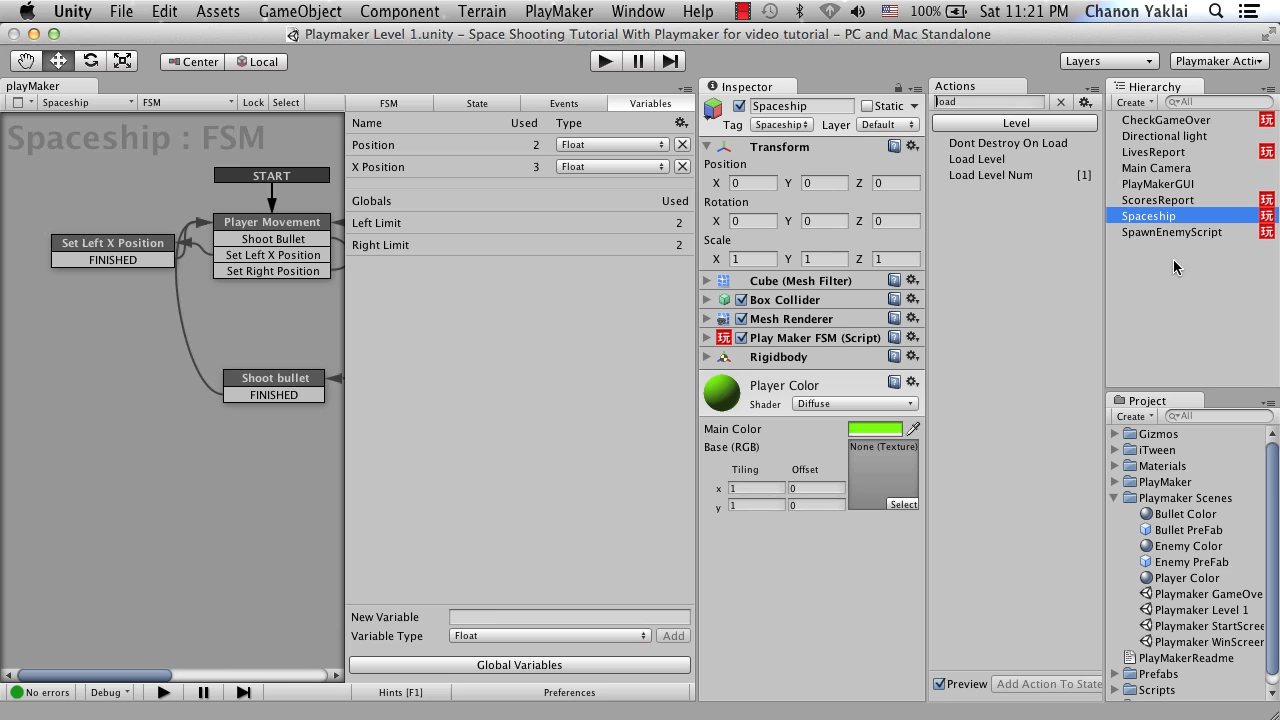 Unity File Edit Assets GameObject Component Terrain PlayMaker Window Help 100% Sat 11:21 PM Chanon Yaklai
Playmaker Level 1.unity – Space Shooting Tutorial With Playmaker for video tutorial – PC and Mac Standalone
Center Local Layers Playmaker Acti
playMaker
Spaceship FSM Lock Select
Spaceship : FSM
START
Player Movement
Shoot Bullet
Set Left X Position
Set Right Position
Set Left X Position
FINISHED
Shoot bullet
FINISHED
No errors Debug
FSM State Events Variables
Name Used Type
Position 2 Float
X Position 3 Float
Globals Used
Left Limit 2
Right Limit 2
New Variable
Variable Type Float Add
Global Variables
Hints [F1] Preferences
Inspector
Spaceship Static
Tag Spaceship Layer Default
Transform
Position
X 0 Y 0 Z 0
Rotation
X 0 Y 0 Z 0
Scale
X 1 Y 1 Z 1
Cube (Mesh Filter)
Box Collider
Mesh Renderer
玩 Play Maker FSM (Script)
Rigidbody
Player Color
Shader Diffuse
Main Color
Base (RGB) None (Texture)
Tiling Offset
x 1 0
y 1 0
Select
Actions
load
Level
Dont Destroy On Load
Load Level
Load Level Num [1]
Preview Add Action To State
Hierarchy
Create All
CheckGameOver 玩
Directional light
LivesReport 玩
Main Camera
PlayMakerGUI
ScoresReport 玩
Spaceship 玩
SpawnEnemyScript 玩
Project
Create All
Gizmos
iTween
Materials
PlayMaker
Playmaker Scenes
Bullet Color
Bullet PreFab
Enemy Color
Enemy PreFab
Player Color
Playmaker GameOve
Playmaker Level 1
Playmaker StartScree
Playmaker WinScreen
PlayMakerReadme
Prefabs
Scripts